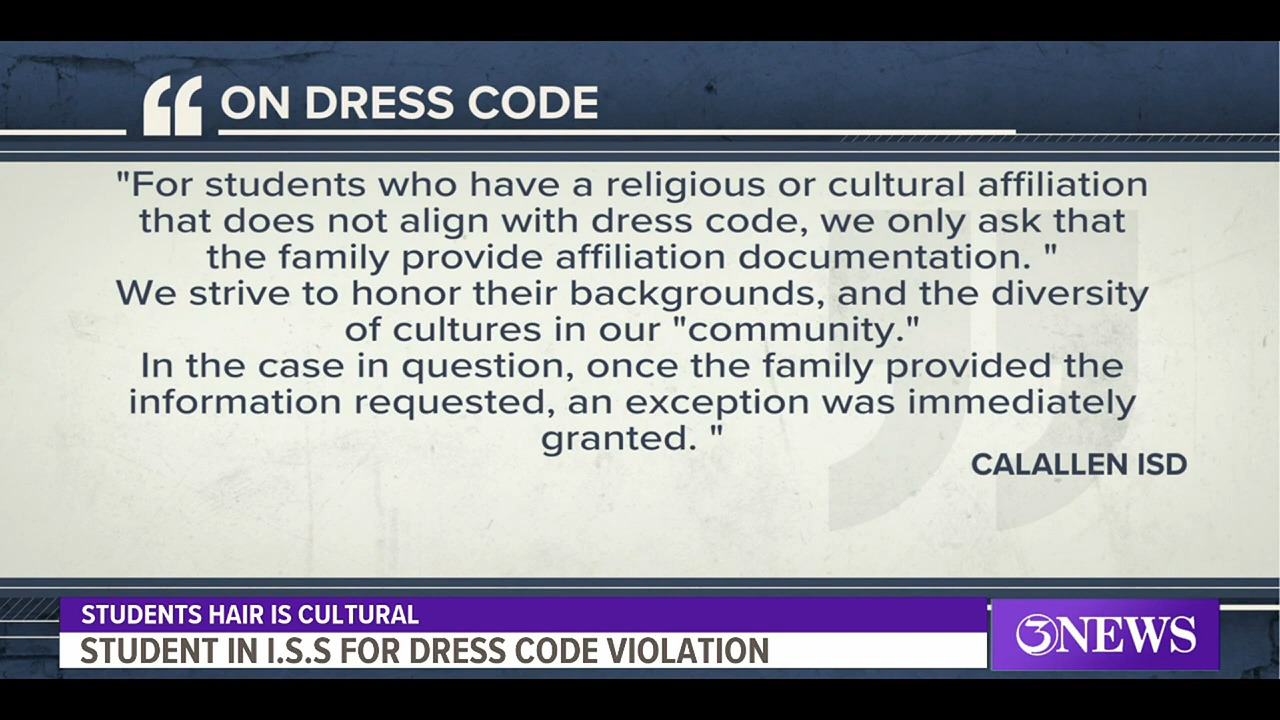 ON DRESS CODE
"For students who have a religious or cultural affiliation
that does not align with dress code, we only ask that
the family provide affiliation documentation. "
We strive to honor their backgrounds, and the diversity
of cultures in our "community."
In the case in question, once the family provided the
information requested, an exception was immediately
granted. "
CALALLEN ISD
STUDENTS HAIR IS CULTURAL
STUDENT IN I.S.S FOR DRESS CODE VIOLATION
3NEWS